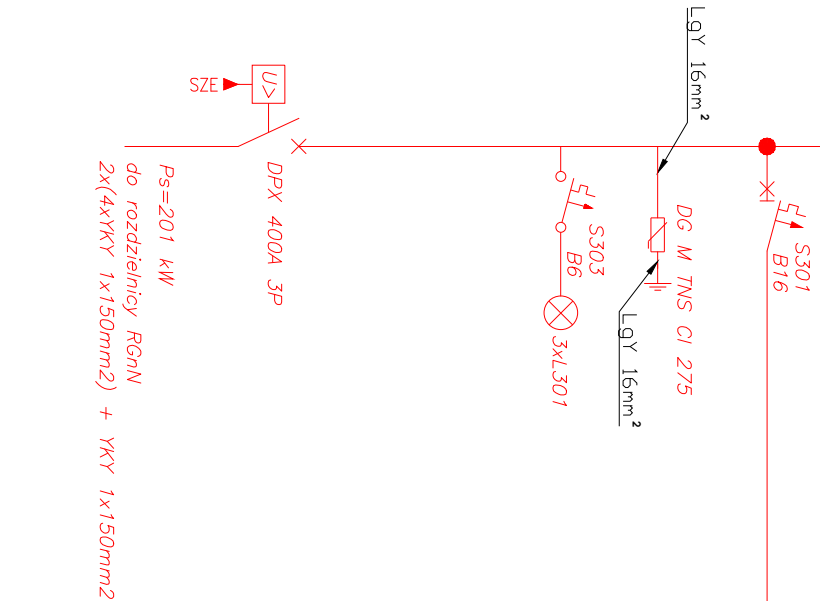 SZE
U>
DPX 400A 3P
Ps=201 kW
do rozdzielnicy RGnN
2x(4xYKY 1x150mm2) + YKY 1x150mm2
S303
B6
3xL301
LgY 16mm²
DG M TNS CI 275
LgY 16mm²
S301
B16